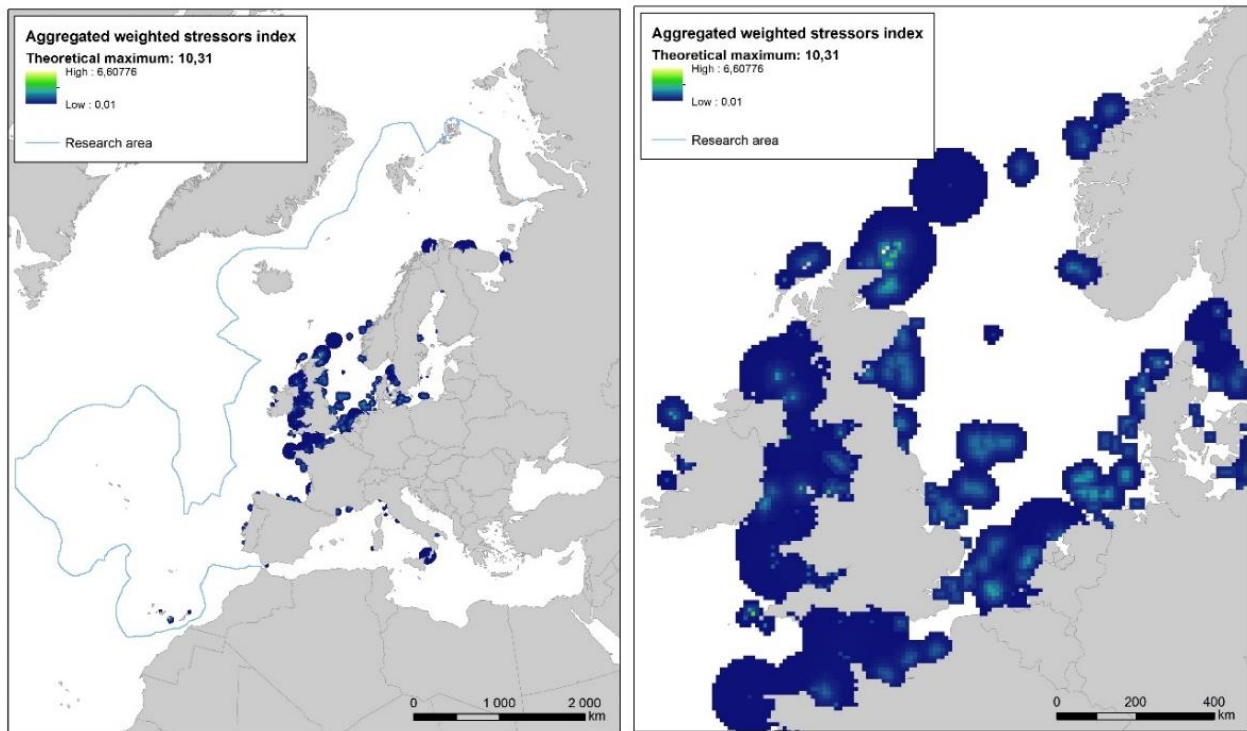 Aggregated weighted stressors index
Theoretical maximum: 10,31
High : 6,60776
Low : 0,01
Research area
0 1 000 2 000
km
Aggregated weighted stressors index
Theoretical maximum: 10,31
High : 6,60776
Low : 0,01
Research area
0 200 400
km